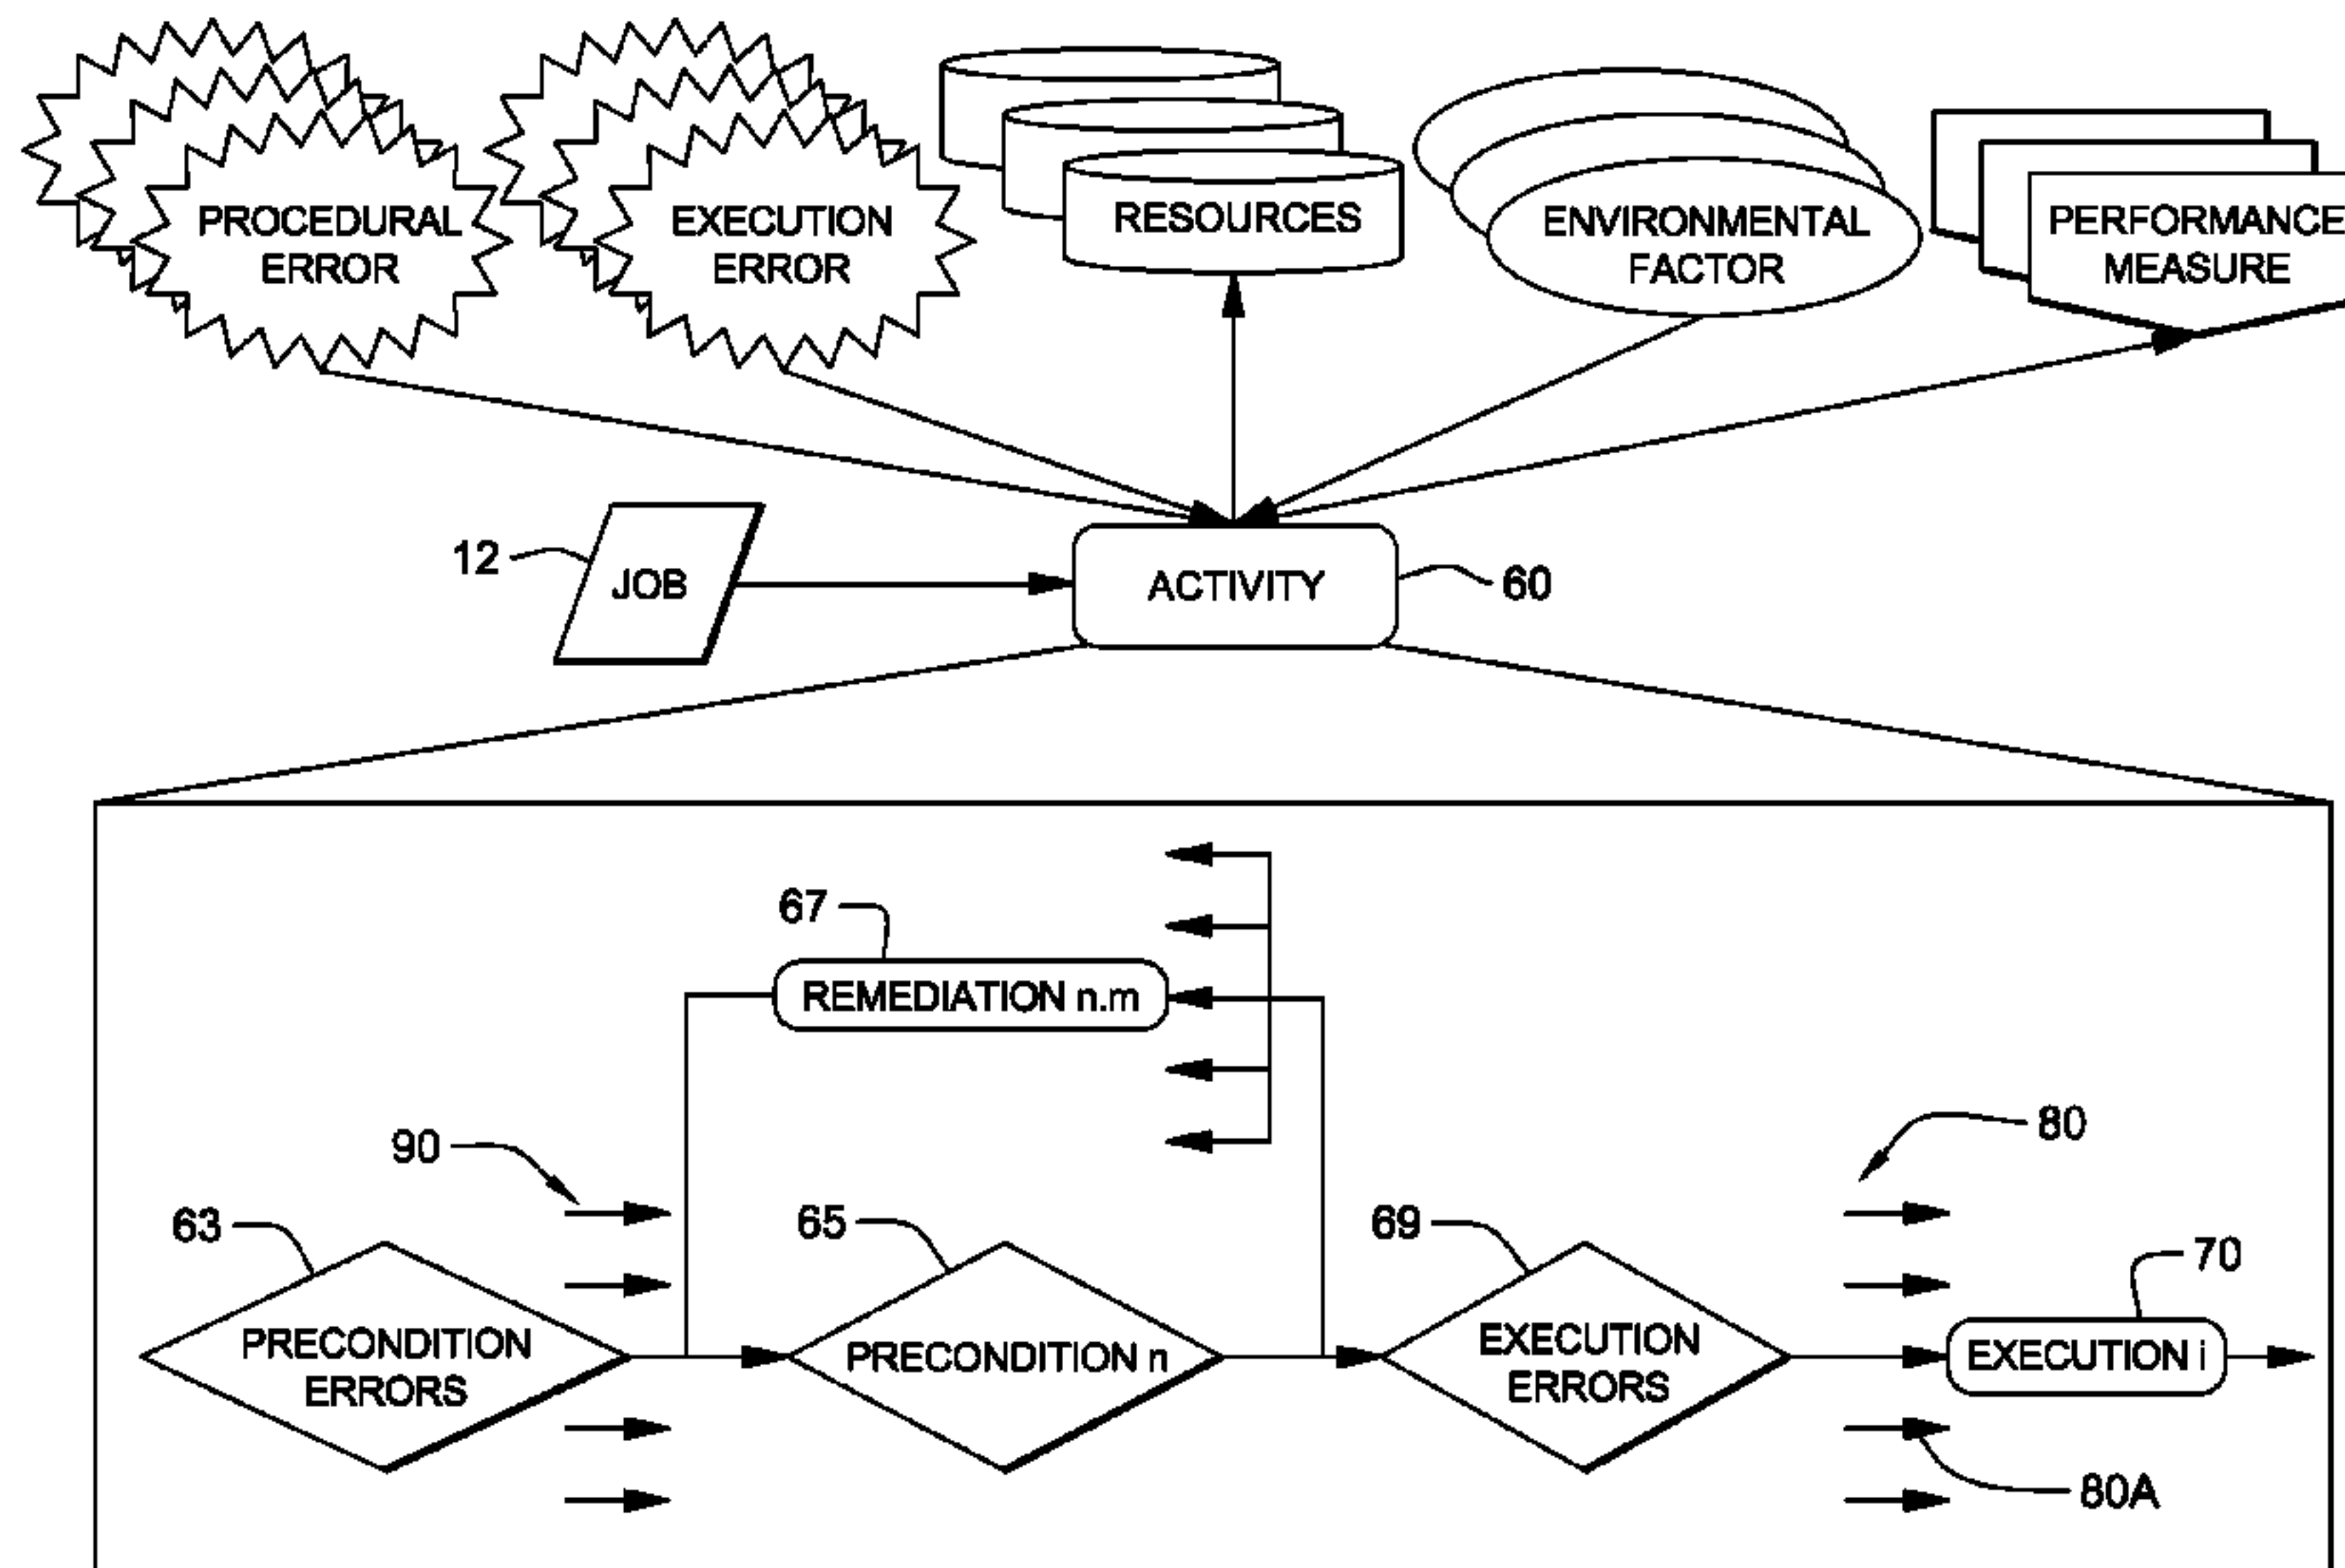 PROCEDURAL
ERROR
EXECUTION
ERROR
RESOURCES
ENVIRONMENTAL
FACTOR
PERFORMANCE
MEASURE
12
JOB
ACTIVITY
60
67
REMEDIATION n.m
90
80
63
65
69
70
PRECONDITION
ERRORS
PRECONDITION n
EXECUTION
ERRORS
EXECUTION i
80A